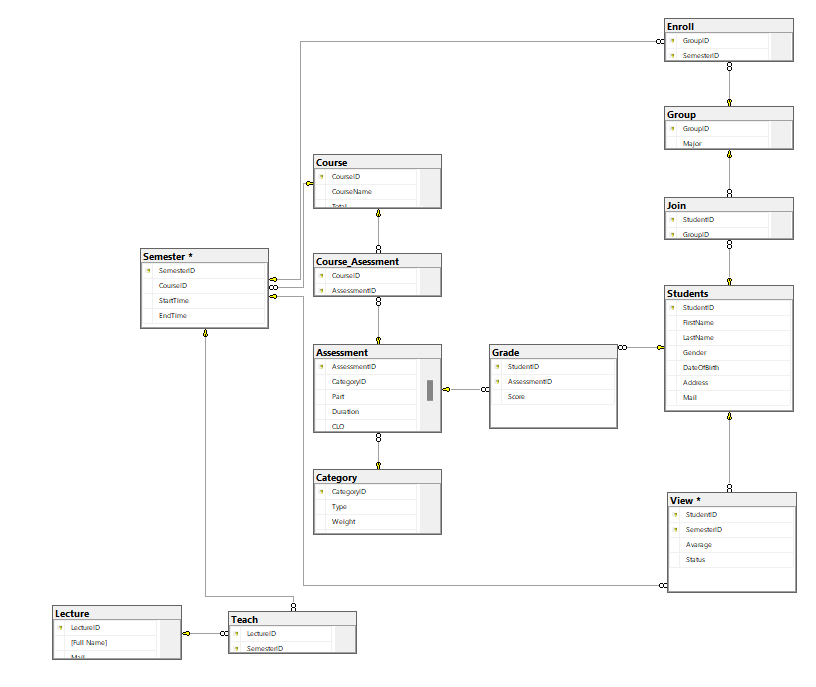 Enroll
GroupID
SemesterID
Group
GroupID
Major
Course
CourseID
CourseName
Total
Join
StudentID
GroupID
Semester *
SemesterID
CourseID
StartTime
EndTime
Course_Asessment
CourseID
AssessmentID
Students
StudentID
FirstName
LastName
Gender
DateOfBirth
Address
Mail
Assessment
AssessmentID
CategoryID
Part
Duration
CLO
Grade
StudentID
AssessmentID
Score
Category
CategoryID
Type
Weight
View *
StudentID
SemesterID
Avarage
Status
Lecture
LectureID
[Full Name]
Mail
Teach
LectureID
SemesterID